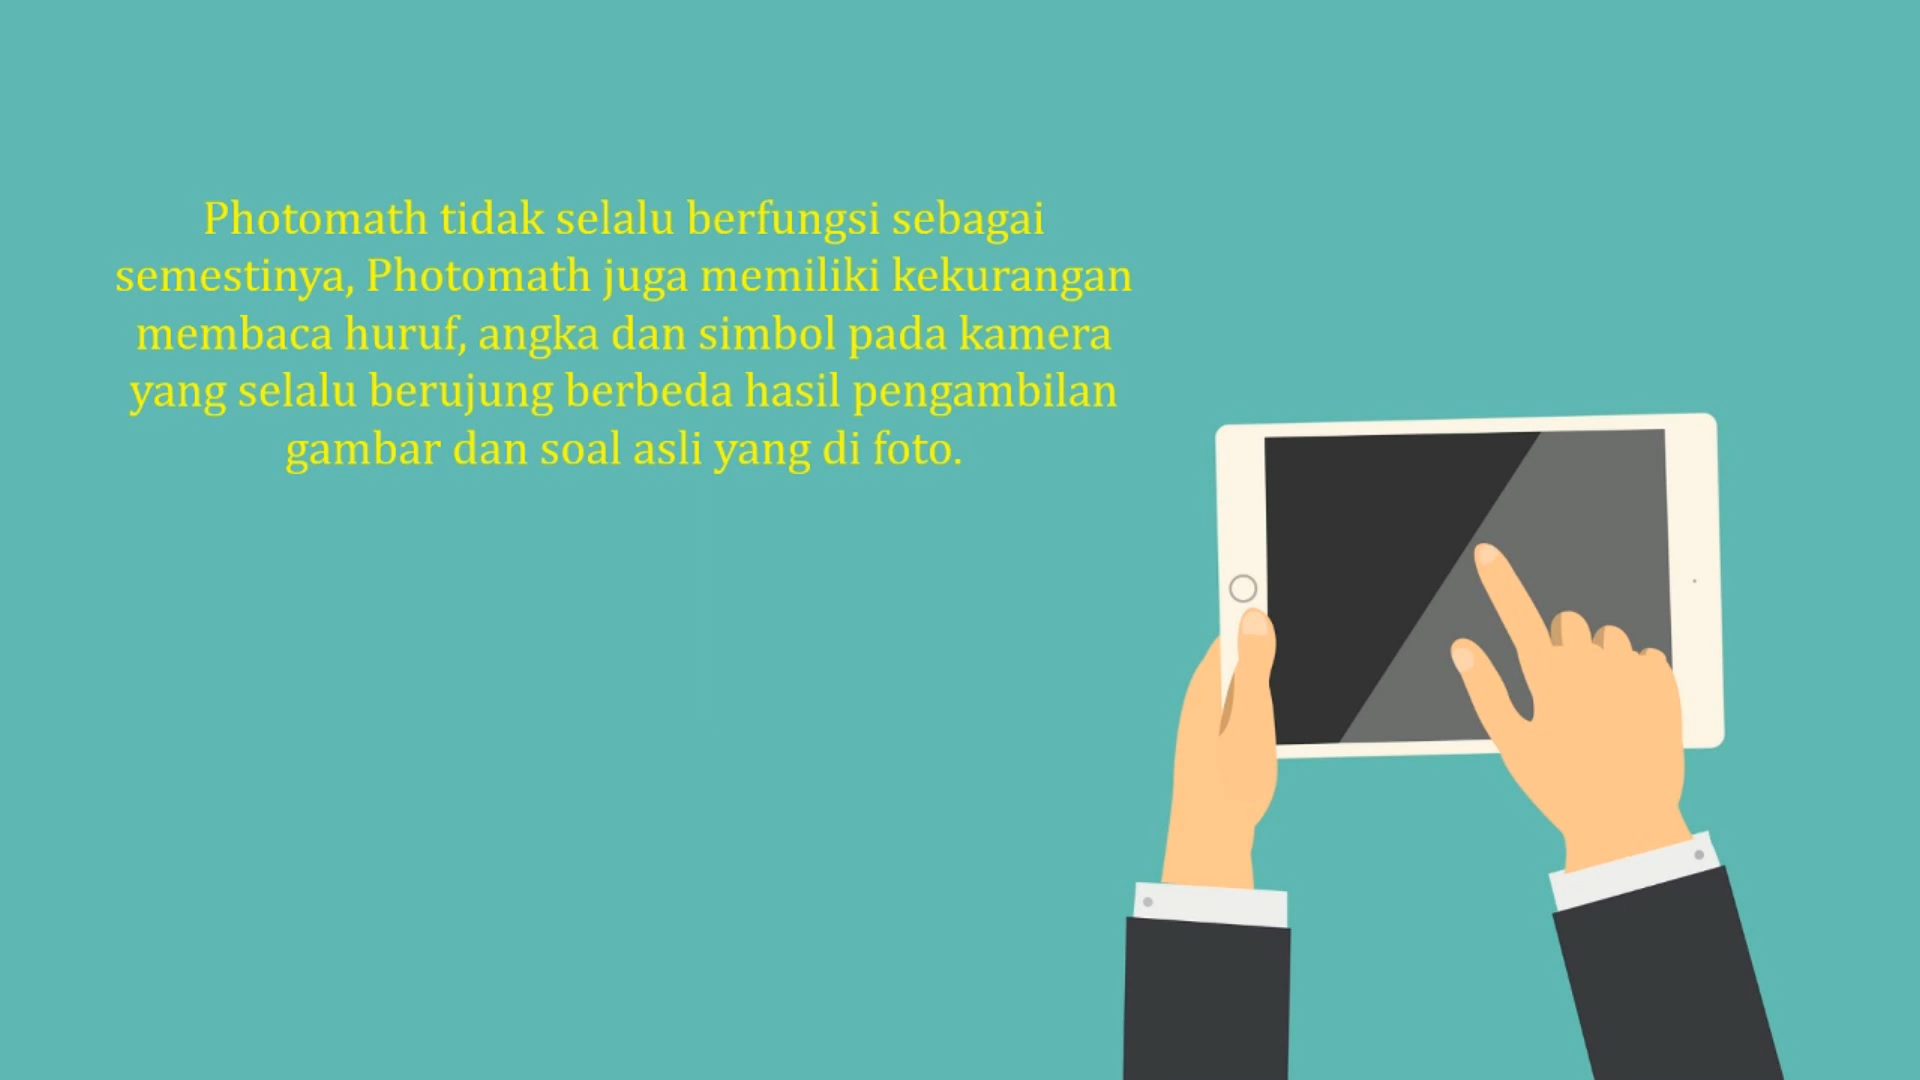 Photomath tidak selalu berfungsi sebagai
semestinya, Photomath juga memiliki kekurangan
membaca huruf, angka dan simbol pada kamera
yang selalu berujung berbeda hasil pengambilan
gambar dan soal asli yang di foto.